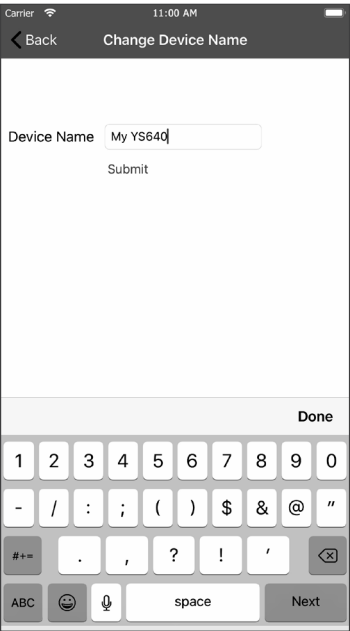 Carrier 11:00 AM
Back Change Device Name
Device Name My YS640
Submit
Done
1 2 3 4 5 6 7 8 9 0
- / : ; ( ) $ & @ "
#+= . , ? ! ′
ABC space Next